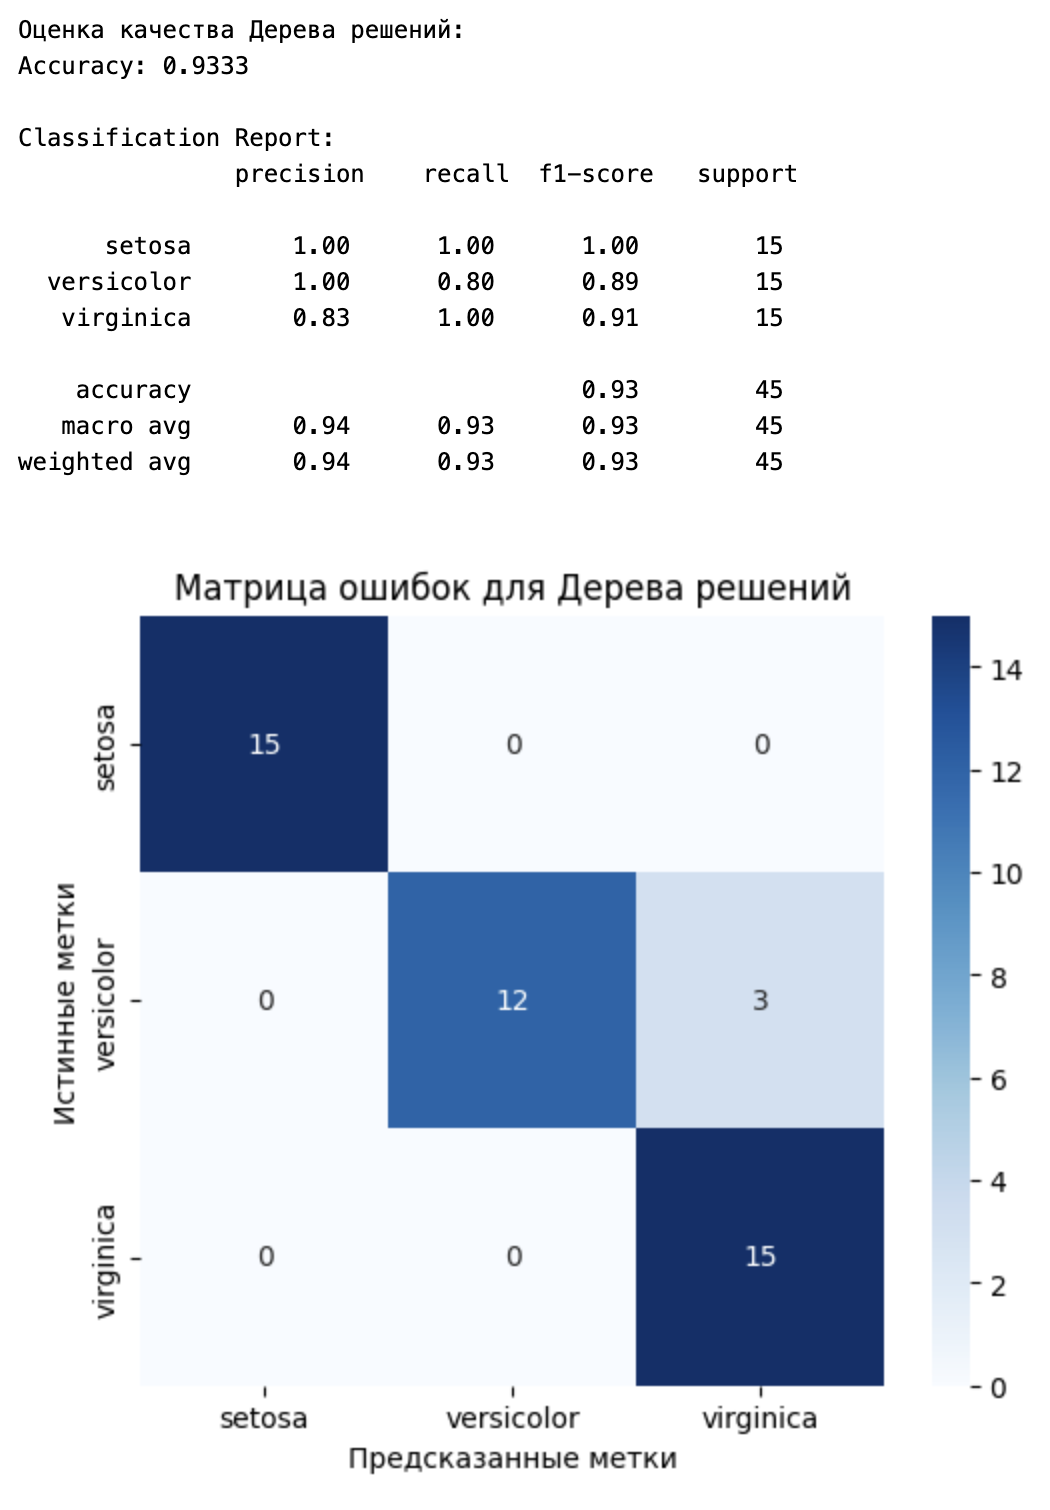 Оценка качества Дерева решений:
Accuracy: 0.9333
Classification Report:
precision recall f1-score support
setosa 1.00 1.00 1.00 15
versicolor 1.00 0.80 0.89 15
virginica 0.83 1.00 0.91 15
accuracy 0.93 45
macro avg 0.94 0.93 0.93 45
weighted avg 0.94 0.93 0.93 45
Матрица ошибок для Дерева решений
Истинные метки
setosa
15 0 0
versicolor
0 12 3
virginica
0 0 15
setosa versicolor virginica
Предсказанные метки
14
12
10
8
6
4
2
0